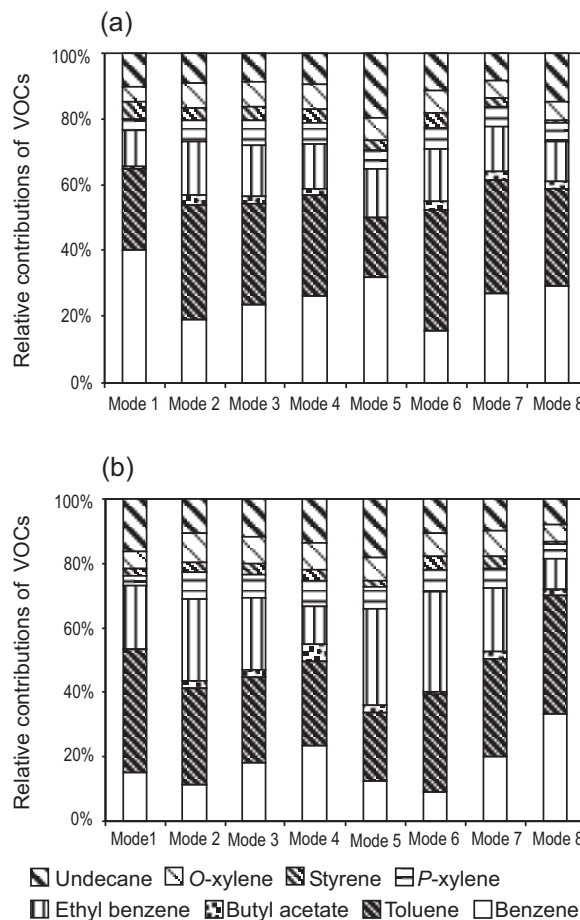 (a)
Relative contributions of VOCs
100%
80%
60%
40%
20%
0%
Mode 1 Mode 2 Mode 3 Mode 4 Mode 5 Mode 6 Mode 7 Mode 8
(b)
Relative contributions of VOCs
100%
80%
60%
40%
20%
0%
Mode1 Mode 2 Mode 3 Mode 4 Mode 5 Mode 6 Mode 7 Mode 8
Undecane O-xylene Styrene P-xylene
Ethyl benzene Butyl acetate Toluene Benzene